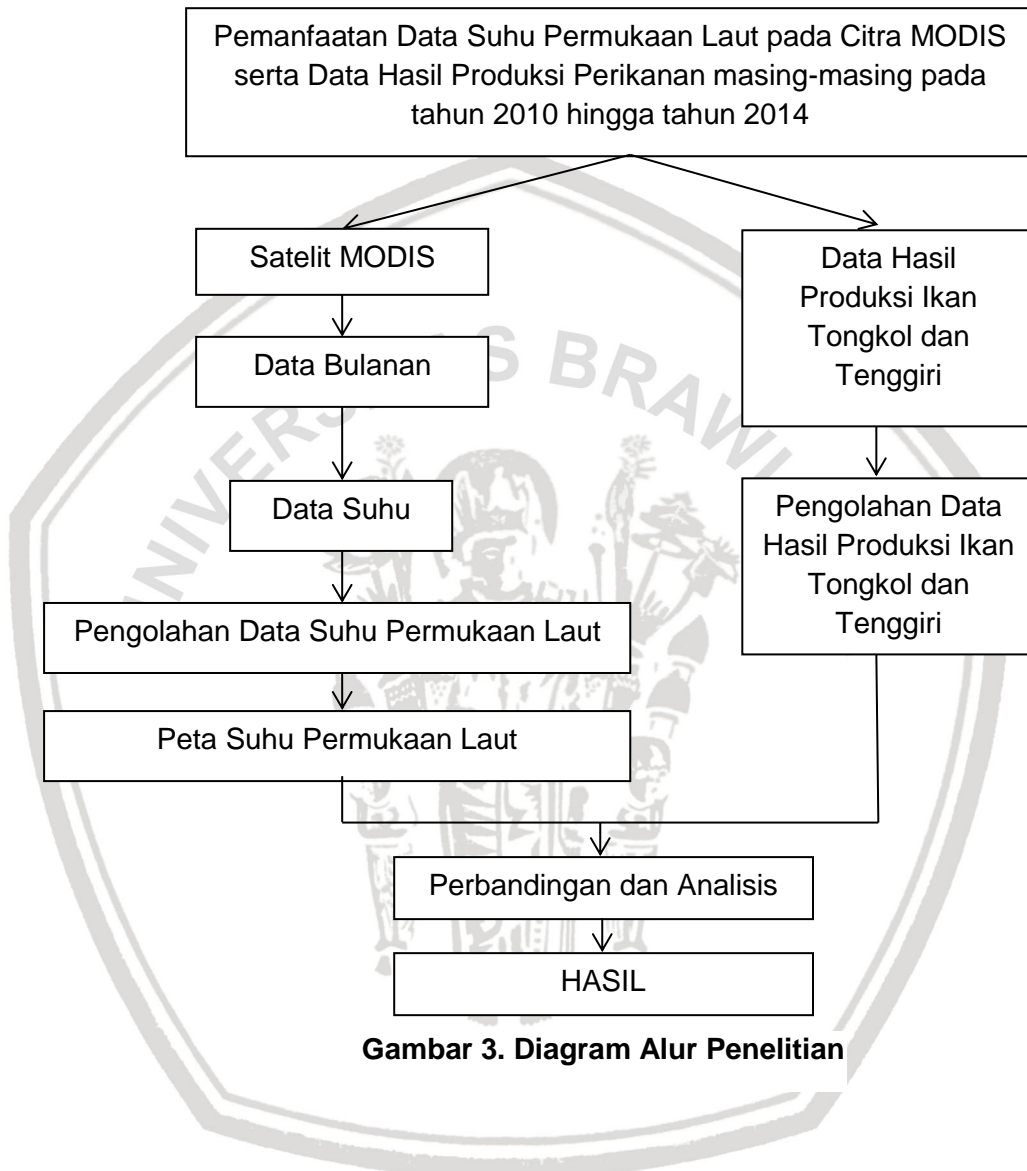 Pemanfaatan Data Suhu Permukaan Laut pada Citra MODIS
serta Data Hasil Produksi Perikanan masing-masing pada
tahun 2010 hingga tahun 2014
Satelit MODIS
Data Bulanan
Data Suhu
Pengolahan Data Suhu Permukaan Laut
Peta Suhu Permukaan Laut
Data Hasil
Produksi Ikan
Tongkol dan
Tenggiri
Pengolahan Data
Hasil Produksi Ikan
Tongkol dan
Tenggiri
Perbandingan dan Analisis
HASIL
Gambar 3. Diagram Alur Penelitian